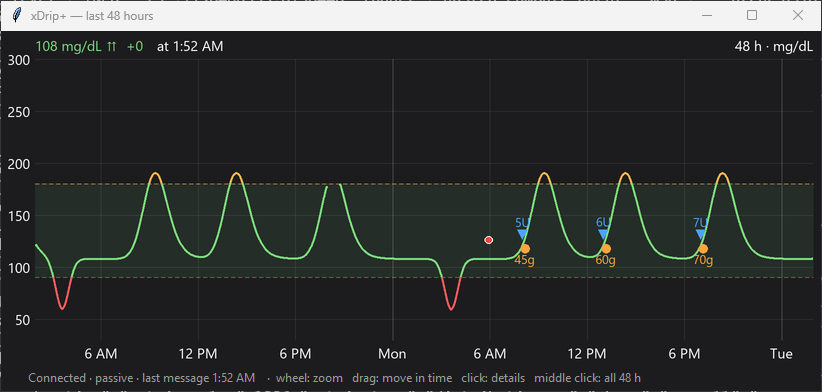 xDrip+ — last 48 hours
108 mg/dL ⇈ +0 at 1:52 AM
48 h · mg/dL
300
250
200
150
100
50
5U
6U
7U
45g
60g
70g
6 AM
12 PM
6 PM
Mon
6 AM
12 PM
6 PM
Tue
Connected · passive · last message 1:52 AM · wheel: zoom drag: move in time click: details middle click: all 48 h